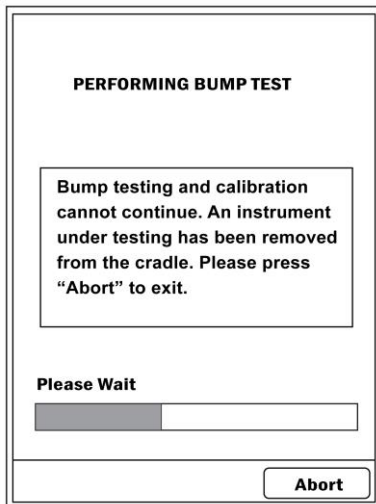 PERFORMING BUMP TEST
Bump testing and calibration
cannot continue. An instrument
under testing has been removed
from the cradle. Please press
“Abort” to exit.
Please Wait
Abort